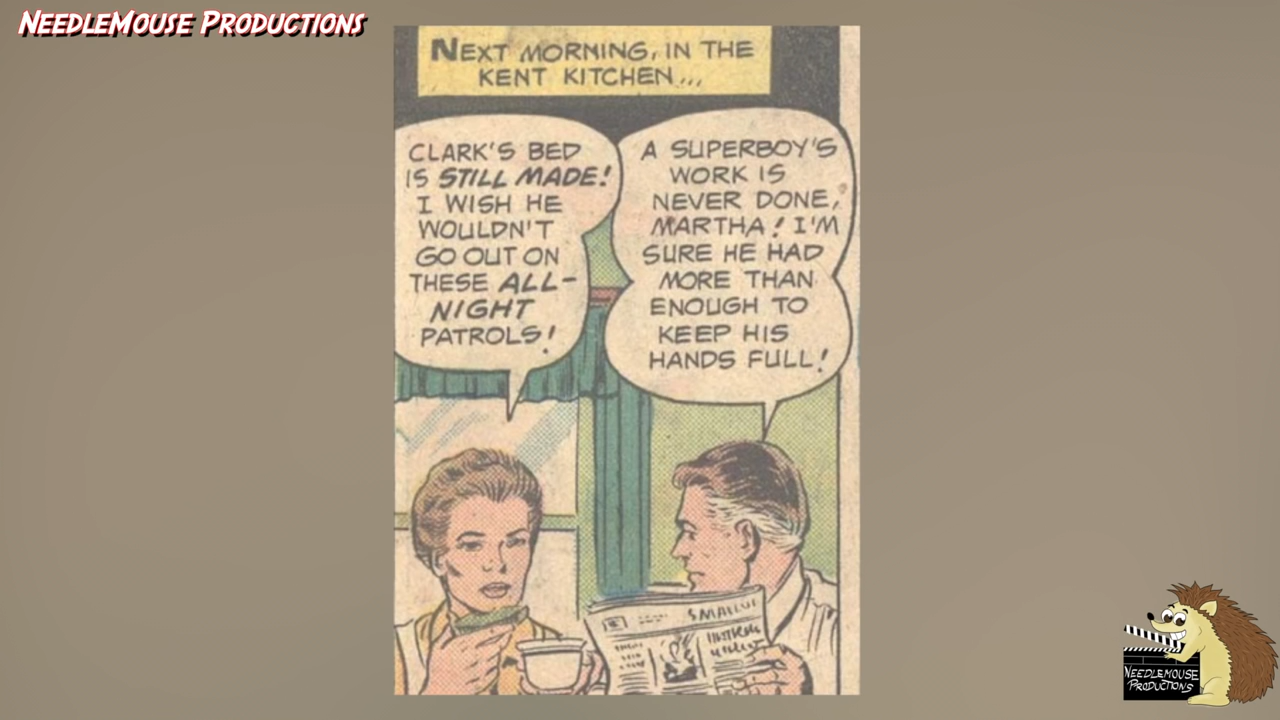 NEEDLEMOUSE PRODUCTIONS
NEXT MORNING, IN THE
KENT KITCHEN...
CLARK'S BED
IS STILL MADE!
I WISH HE
WOULDN'T
GO OUT ON
THESE ALL-
NIGHT
PATROLS!
A SUPERBOY'S
WORK IS
NEVER DONE,
MARTHA! I'M
SURE HE HAD
MORE THAN
ENOUGH TO
KEEP HIS
HANDS FULL!
NEEDLEMOUSE
PRODUCTIONS